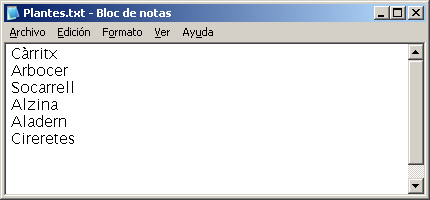 Plantes.txt - Bloc de notas
Archivo Edición Formato Ver Ayuda
Càrritx
Arbocer
Socarrell
Alzina
Aladern
Cireretes